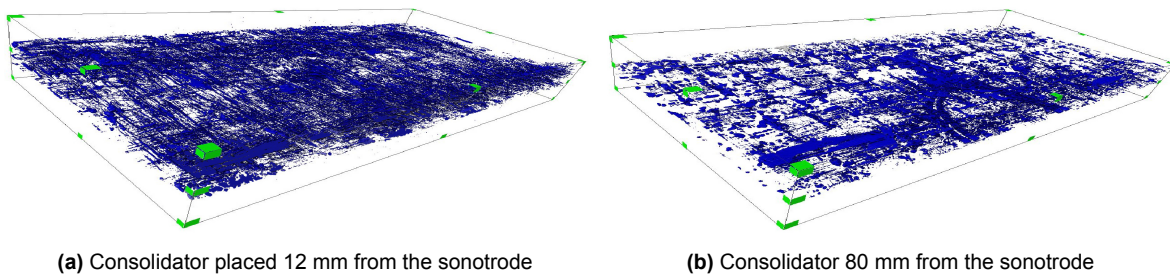 (a) Consolidator placed 12 mm from the sonotrode
(b) Consolidator 80 mm from the sonotrode